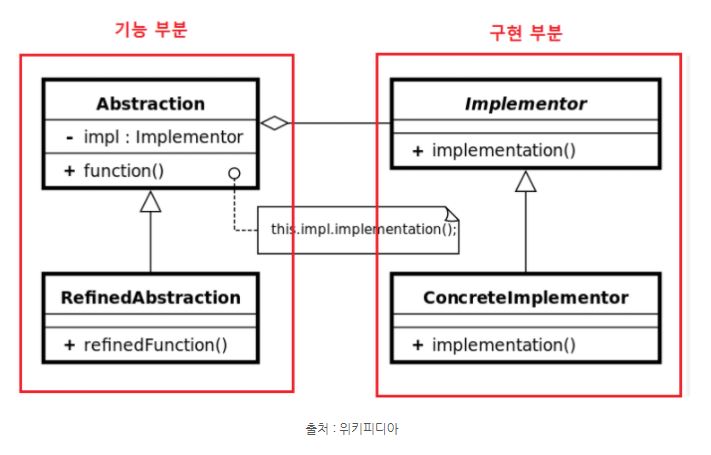 기능 부분
구현 부분
Abstraction
- impl : Implementor
+ function()
Implementor
+ implementation()
this.impl.implementation();
RefinedAbstraction
+ refinedFunction()
ConcreteImplementor
+ implementation()
출처 : 위키피디아